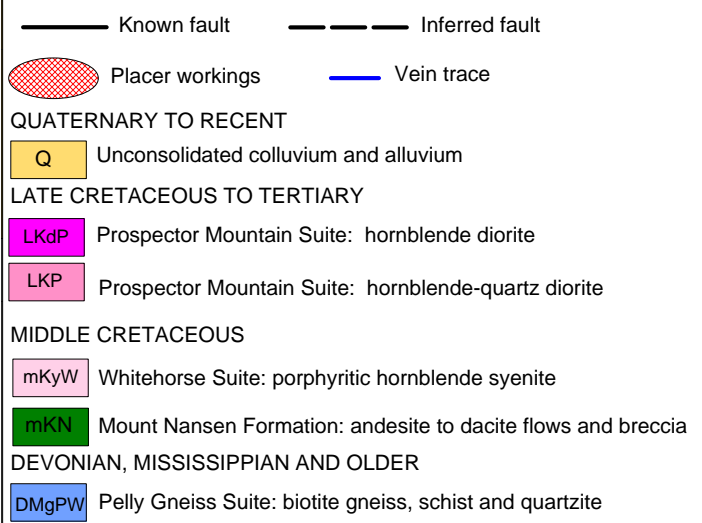 Known fault Inferred fault
Placer workings Vein trace
QUATERNARY TO RECENT
Q Unconsolidated colluvium and alluvium
LATE CRETACEOUS TO TERTIARY
LKdP Prospector Mountain Suite: hornblende diorite
LKP Prospector Mountain Suite: hornblende-quartz diorite
MIDDLE CRETACEOUS
mKyW Whitehorse Suite: porphyritic hornblende syenite
mKN Mount Nansen Formation: andesite to dacite flows and breccia
DEVONIAN, MISSISSIPPIAN AND OLDER
DMgPW Pelly Gneiss Suite: biotite gneiss, schist and quartzite